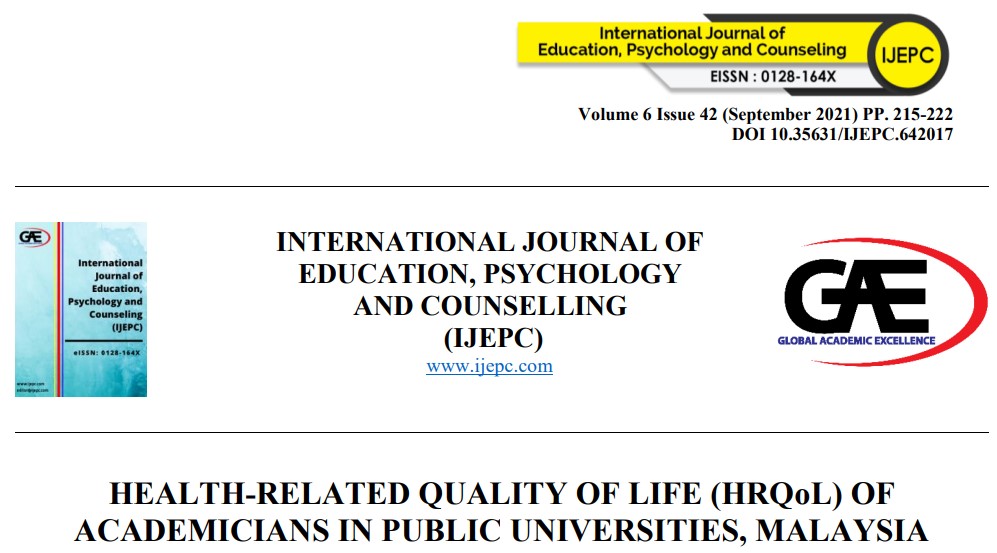 International Journal of
Education, Psychology and Counseling
IJEPC
EISSN : 0128-164X
Volume 6 Issue 42 (September 2021) PP. 215-222
DOI 10.35631/IJEPC.642017
GAE
International
Journal of
Education,
Psychology and
Counseling
(IJEPC)
eISSN: 0128-164X
www.ijepc.com
editor@ijepc.com
INTERNATIONAL JOURNAL OF
EDUCATION, PSYCHOLOGY
AND COUNSELLING
(IJEPC)
www.ijepc.com
GAE
GLOBAL ACADEMIC EXCELLENCE
HEALTH-RELATED QUALITY OF LIFE (HRQoL) OF
ACADEMICIANS IN PUBLIC UNIVERSITIES, MALAYSIA